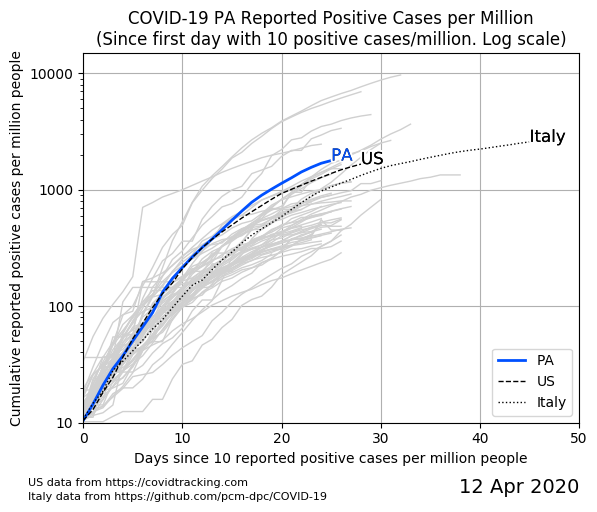 COVID-19 PA Reported Positive Cases per Million
(Since first day with 10 positive cases/million. Log scale)
Cumulative reported positive cases per million people
10000
1000
100
10
PA
US
Italy
PA
US
Italy
0
10
20
30
40
50
Days since 10 reported positive cases per million people
US data from https://covidtracking.com
Italy data from https://github.com/pcm-dpc/COVID-19
12 Apr 2020